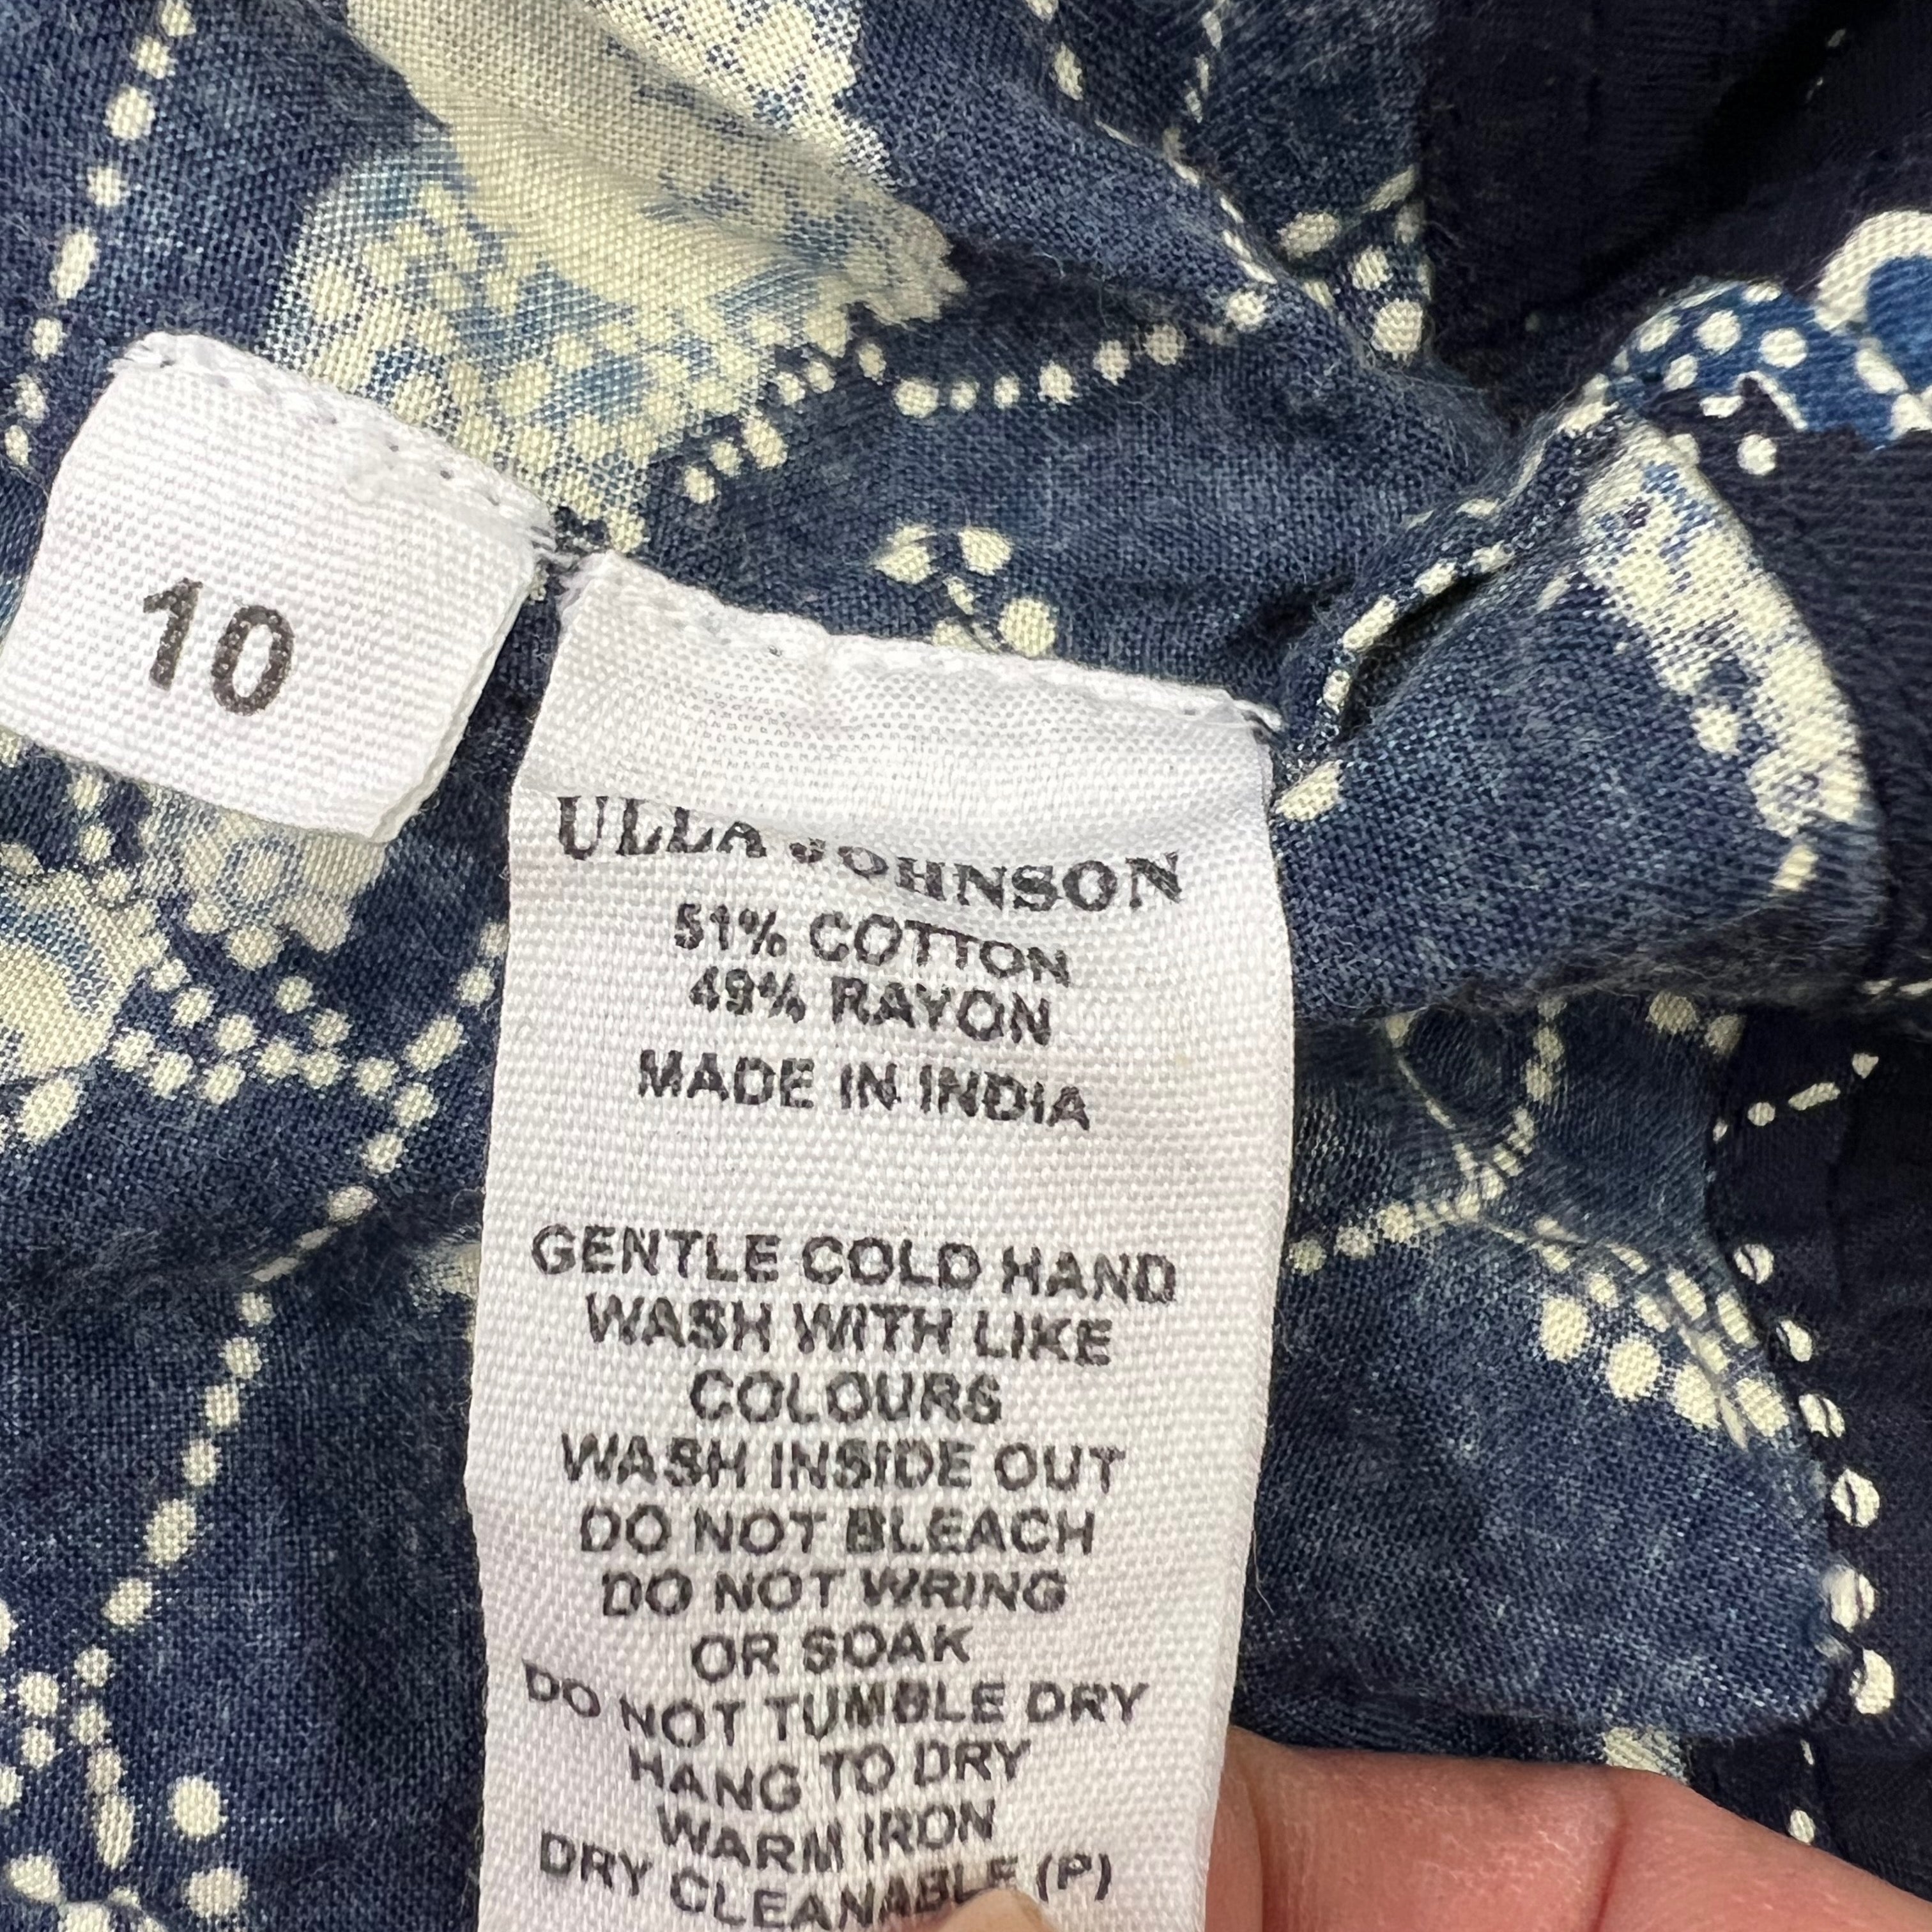 10
ULLA JOHNSON
51% COTTON
49% RAYON
MADE IN INDIA
GENTLE COLD HAND
WASH WITH LIKE
COLOURS
WASH INSIDE OUT
DO NOT BLEACH
DO NOT WRING
OR SOAK
DO NOT TUMBLE DRY
HANG TO DRY
WARM IRON
DRY CLEANABLE (P)